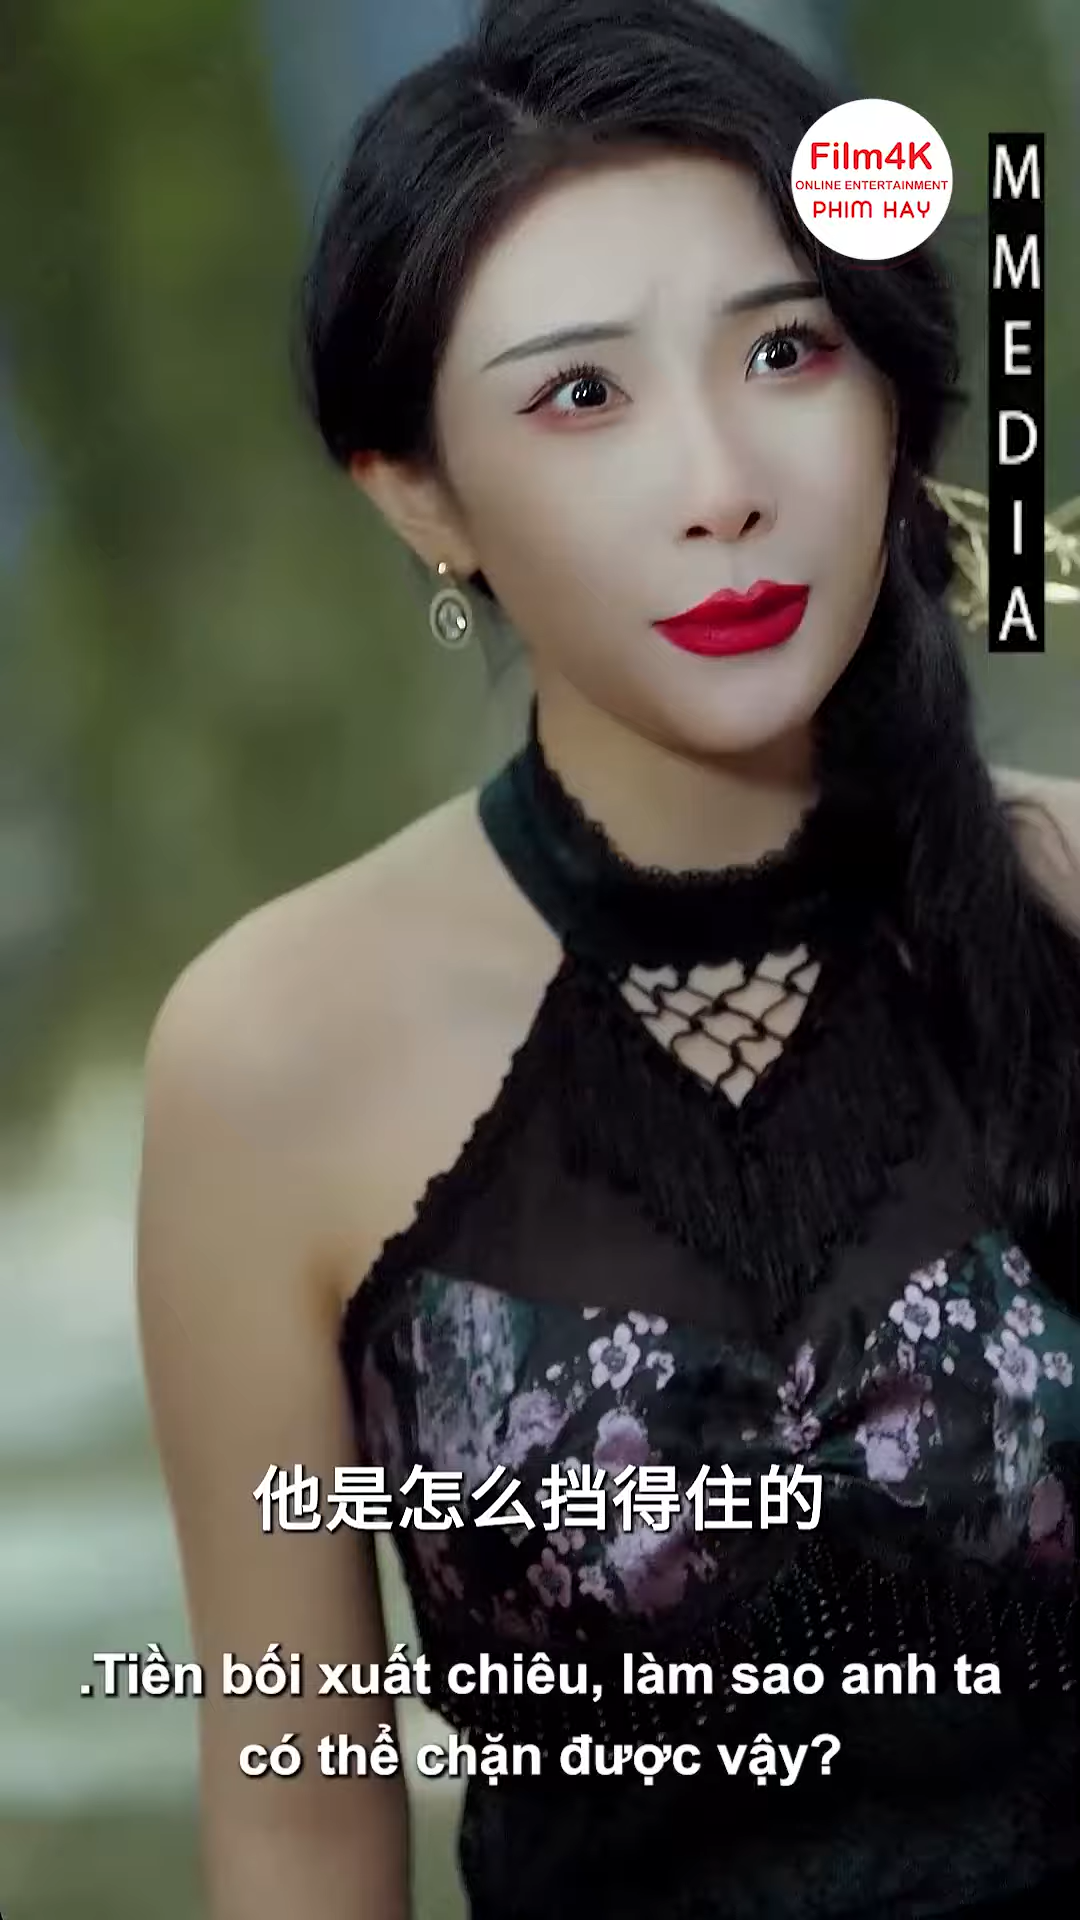 Film4K
ONLINE ENTERTAINMENT
PHIM HAY
MMEDIA
他是怎么挡得住的
.Tiền bối xuất chiêu, làm sao anh ta
có thể chặn được vậy?